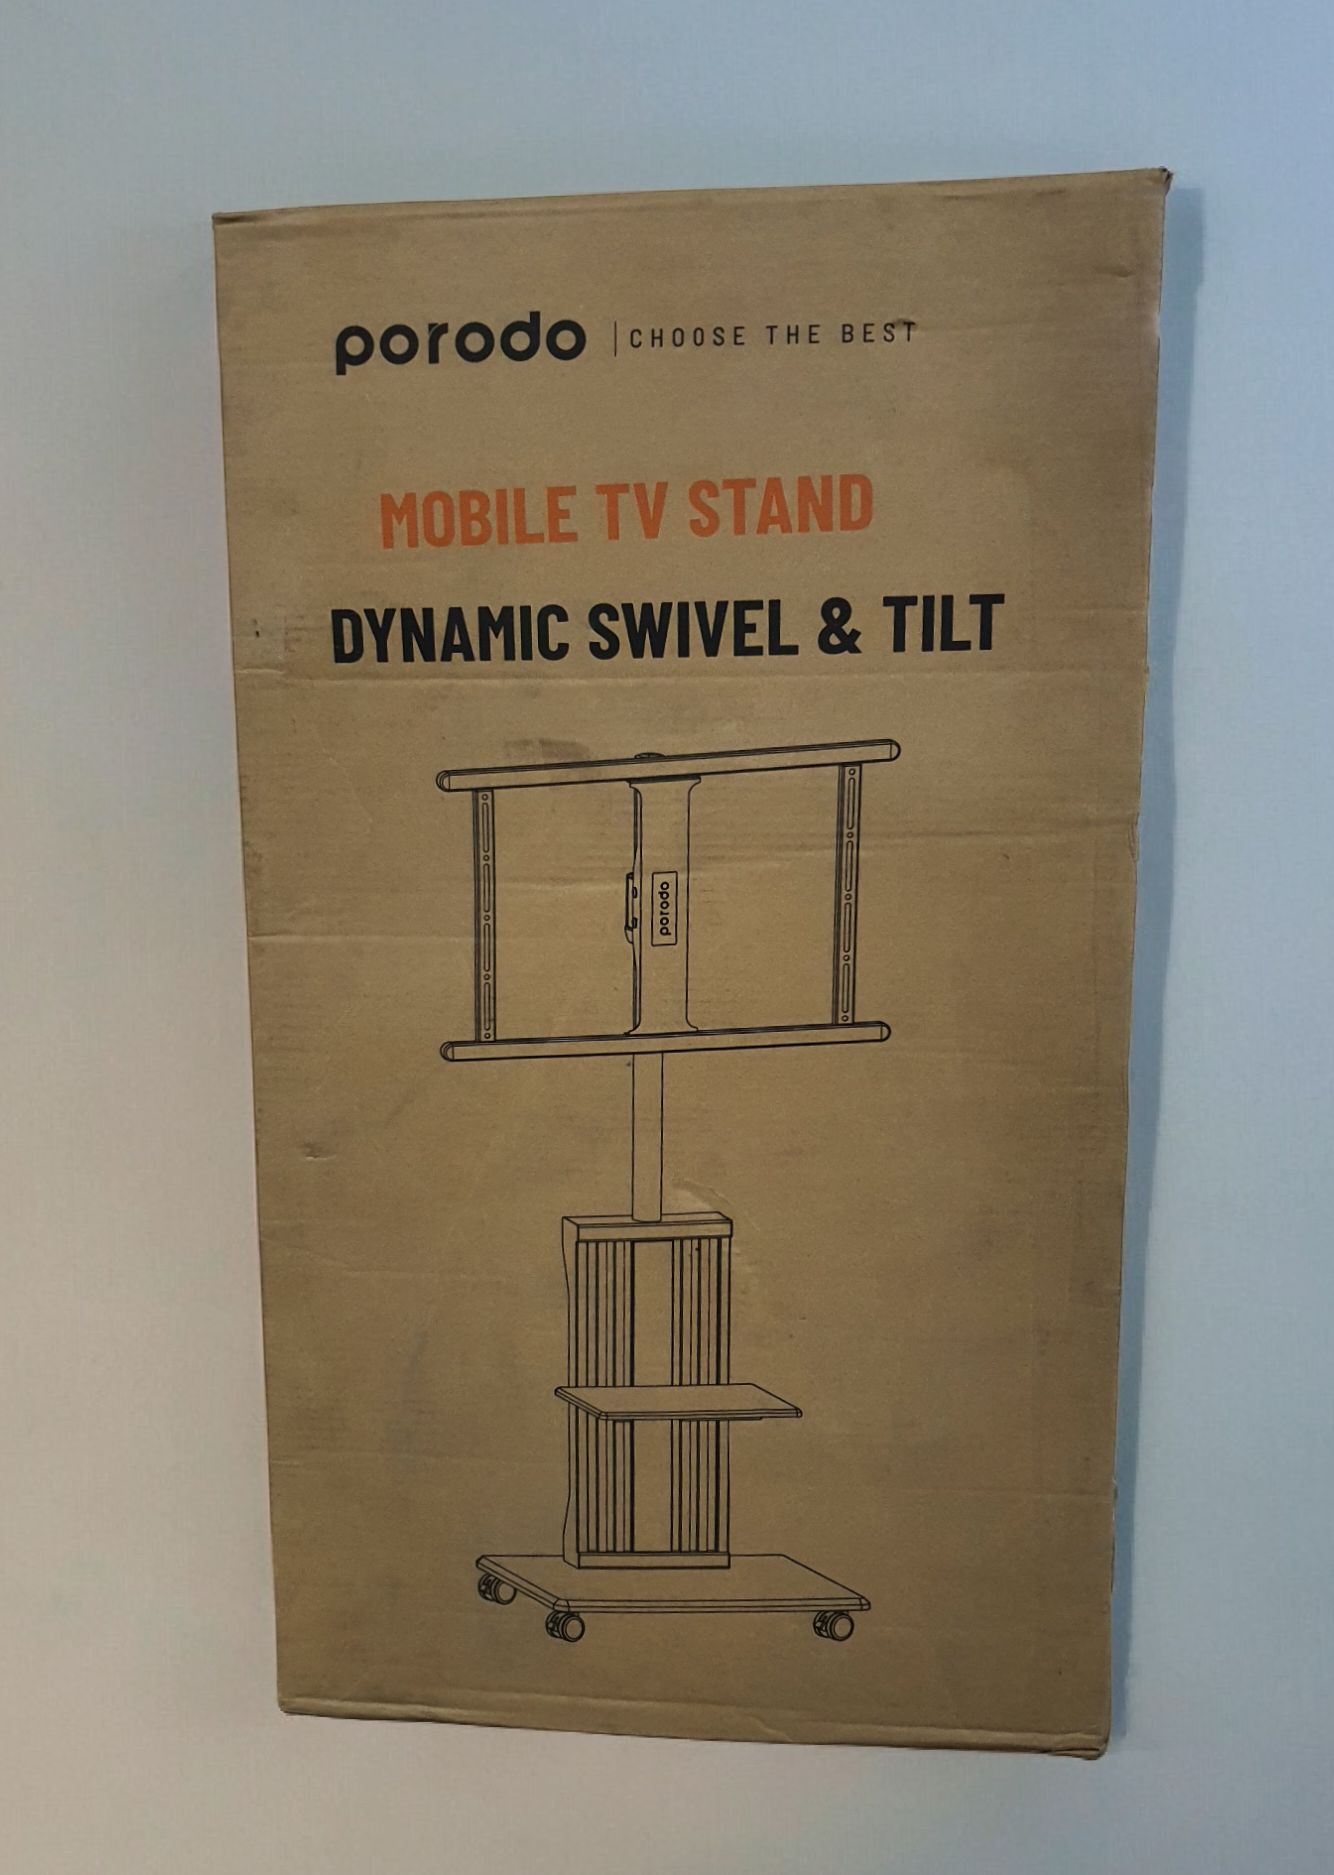 porodo | CHOOSE THE BEST
MOBILE TV STAND
DYNAMIC SWIVEL & TILT
porodo